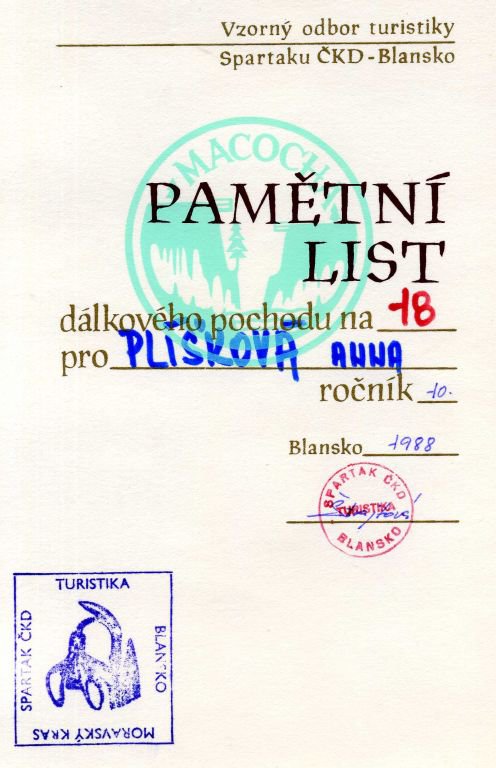 Vzorný odbor turistiky
Spartaku ČKD-Blansko
MACOCHA
PAMĚTNÍ
LIST
dálkového pochodu na 18
pro PLÍŠKOVÁ ANNA
ročník 10.
Blansko 1988
SPARTAK ČKD
TURISTIKA
BLANSKO
TURISTIKA
SPARTAK ČKD
BLANSKO
MORAVSKÝ KRAS